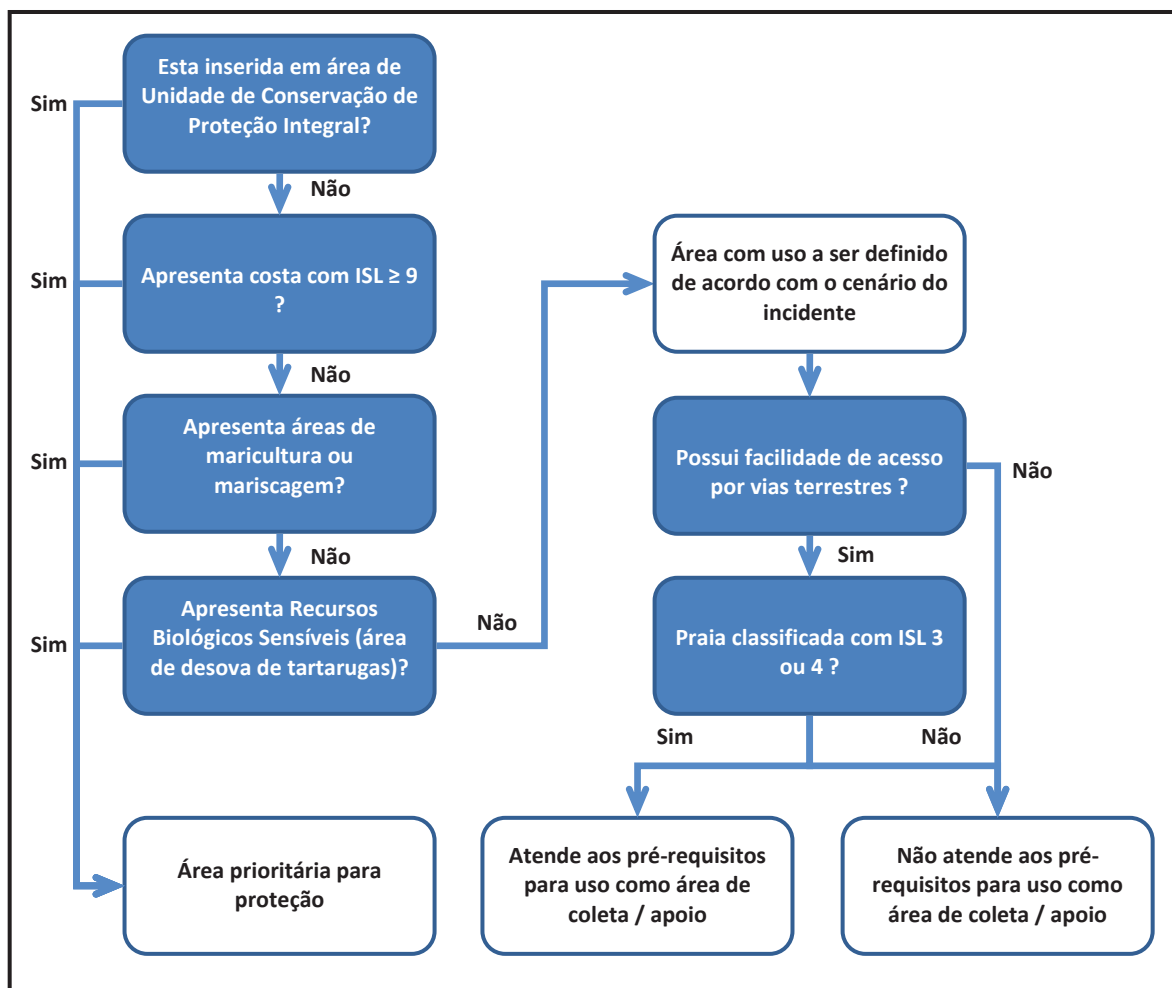 Esta inserida em área de
Unidade de Conservação de
Proteção Integral?
Sim
Não
Apresenta costa com ISL ≥ 9
?
Sim
Não
Apresenta áreas de
maricultura ou
mariscagem?
Sim
Não
Apresenta Recursos
Biológicos Sensíveis (área
de desova de tartarugas)?
Sim
Não
Área prioritária para
proteção
Área com uso a ser definido
de acordo com o cenário do
incidente
Possui facilidade de acesso
por vias terrestres ?
Não
Sim
Praia classificada com ISL 3
ou 4 ?
Sim
Não
Atende aos pré-requisitos
para uso como área de
coleta / apoio
Não atende aos pré-
requisitos para uso como
área de coleta / apoio